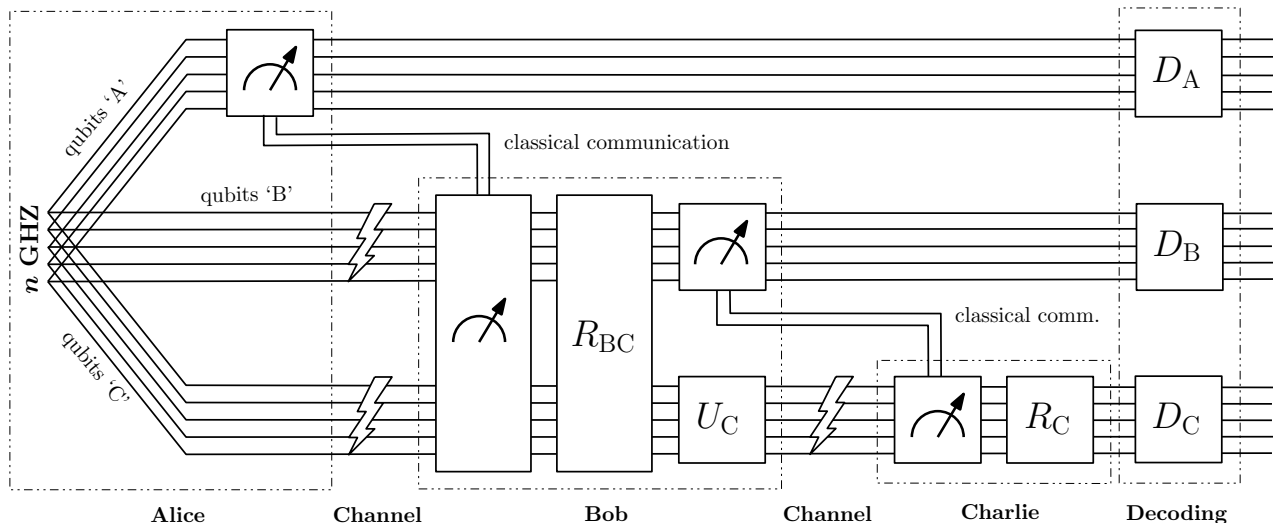 qubits ‘A’
D_A
classical communication
qubits ‘B’
n GHZ
R_BC
D_B
classical comm.
qubits ‘C’
U_C
R_C
D_C
Alice
Channel
Bob
Channel
Charlie
Decoding